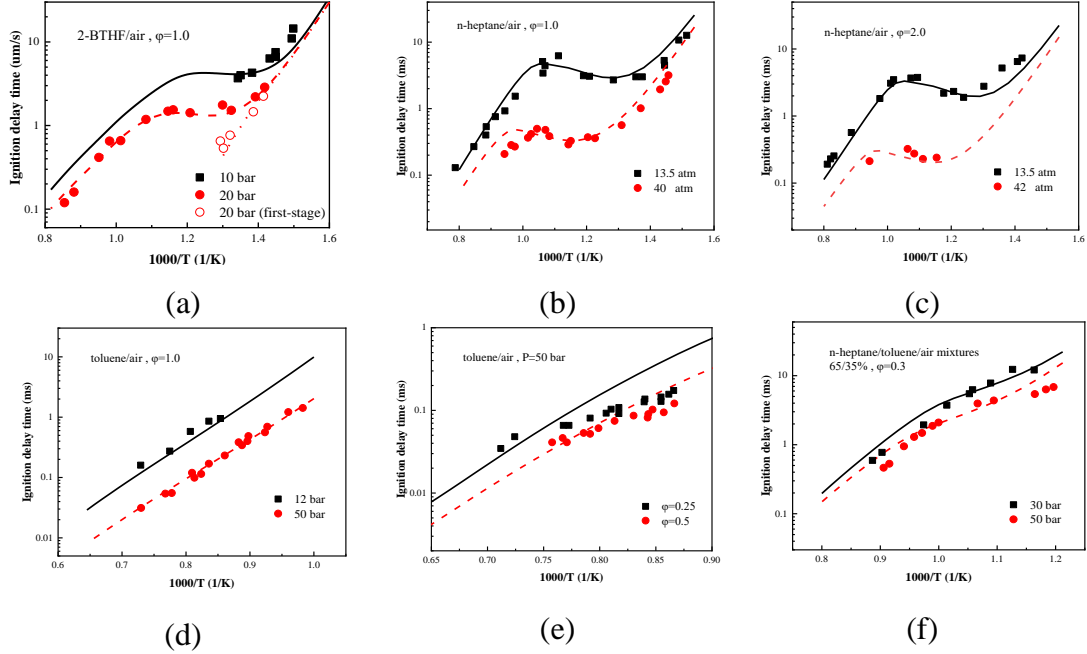 2-BTHF/air , φ=1.0
10 bar
20 bar
20 bar (first-stage)
Ignition delay time (um/s)
10
1
0.1
0.8 1.0 1.2 1.4 1.6
1000/T (1/K)
(a)
n-heptane/air , φ=1.0
13.5 atm
40 atm
Ignition delay time (ms)
10
1
0.1
0.8 1.0 1.2 1.4 1.6
1000/T (1/K)
(b)
n-heptane/air , φ=2.0
13.5 atm
42 atm
Ignition delay time (ms)
10
1
0.1
0.8 1.0 1.2 1.4 1.6
1000/T (1/K)
(c)
toluene/air , φ=1.0
12 bar
50 bar
Ignition delay time (ms)
100
10
1
0.1
0.01
0.6 0.7 0.8 0.9 1.0
1000/T (1/K)
(d)
toluene/air , P=50 bar
φ=0.25
φ=0.5
Ignition delay time (ms)
1
0.1
0.01
0.65 0.70 0.75 0.80 0.85 0.90
1000/T (1/K)
(e)
n-heptane/toluene/air mixtures
65/35% , φ=0.3
30 bar
50 bar
Ignition delay time (ms)
100
10
1
0.1
0.8 0.9 1.0 1.1 1.2
1000/T (1/K)
(f)